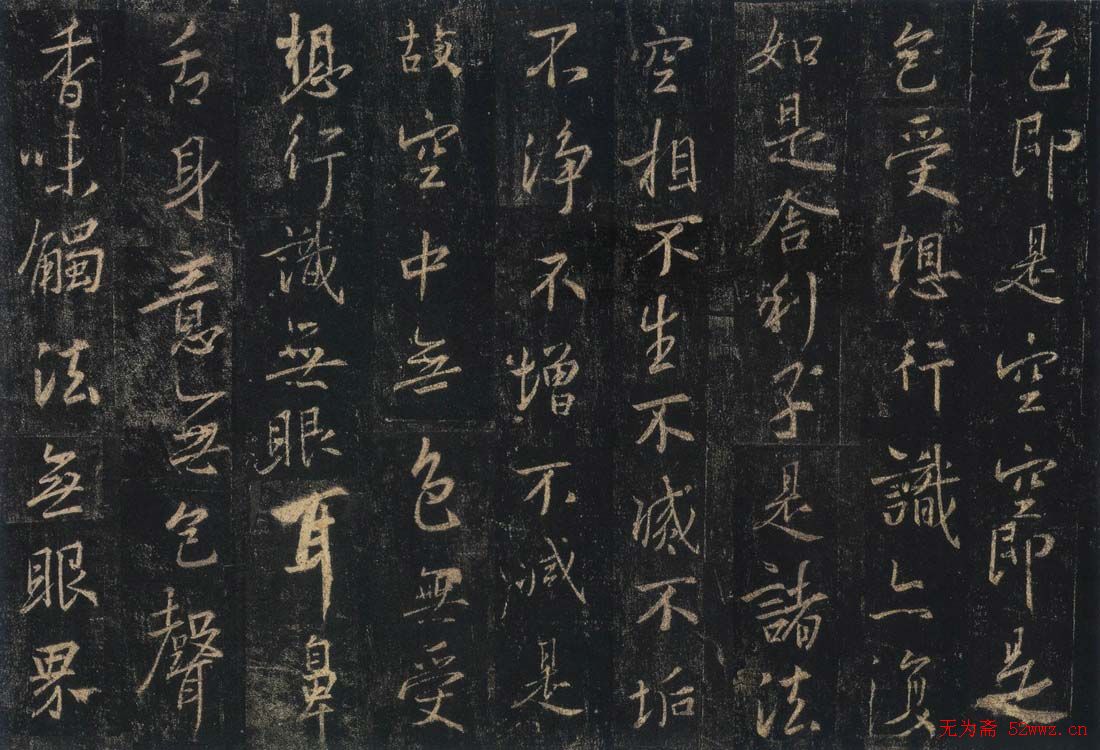 色即是空空即是
色受想行識亦復
如是舍利子是諸法
空相不生不滅不垢
不淨不增不減是
故空中無色無受
想行識無眼耳鼻
舌身意無色聲
香味觸法無眼界
无为斋 52wwz.cn